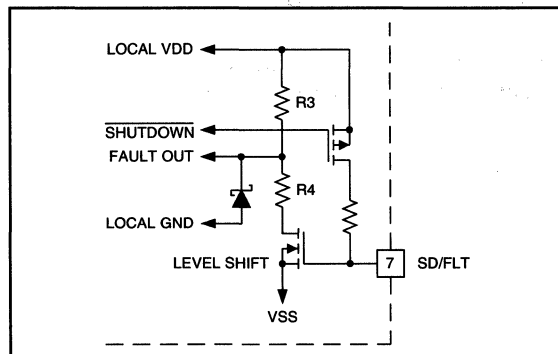 LOCAL VDD
R3
SHUTDOWN
FAULT OUT
R4
LOCAL GND
LEVEL SHIFT
7 SD/FLT
VSS